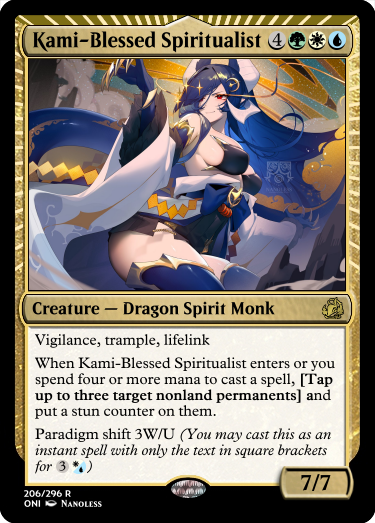 Kami-Blessed Spiritualist 4
Creature — Dragon Spirit Monk
Vigilance, trample, lifelink
When Kami-Blessed Spiritualist enters or you
spend four or more mana to cast a spell, [Tap
up to three target nonland permanents] and
put a stun counter on them.
Paradigm shift 3W/U (You may cast this as an
instant spell with only the text in square brackets
for 3 )
7/7
206/296 R
ONI NANOLESS